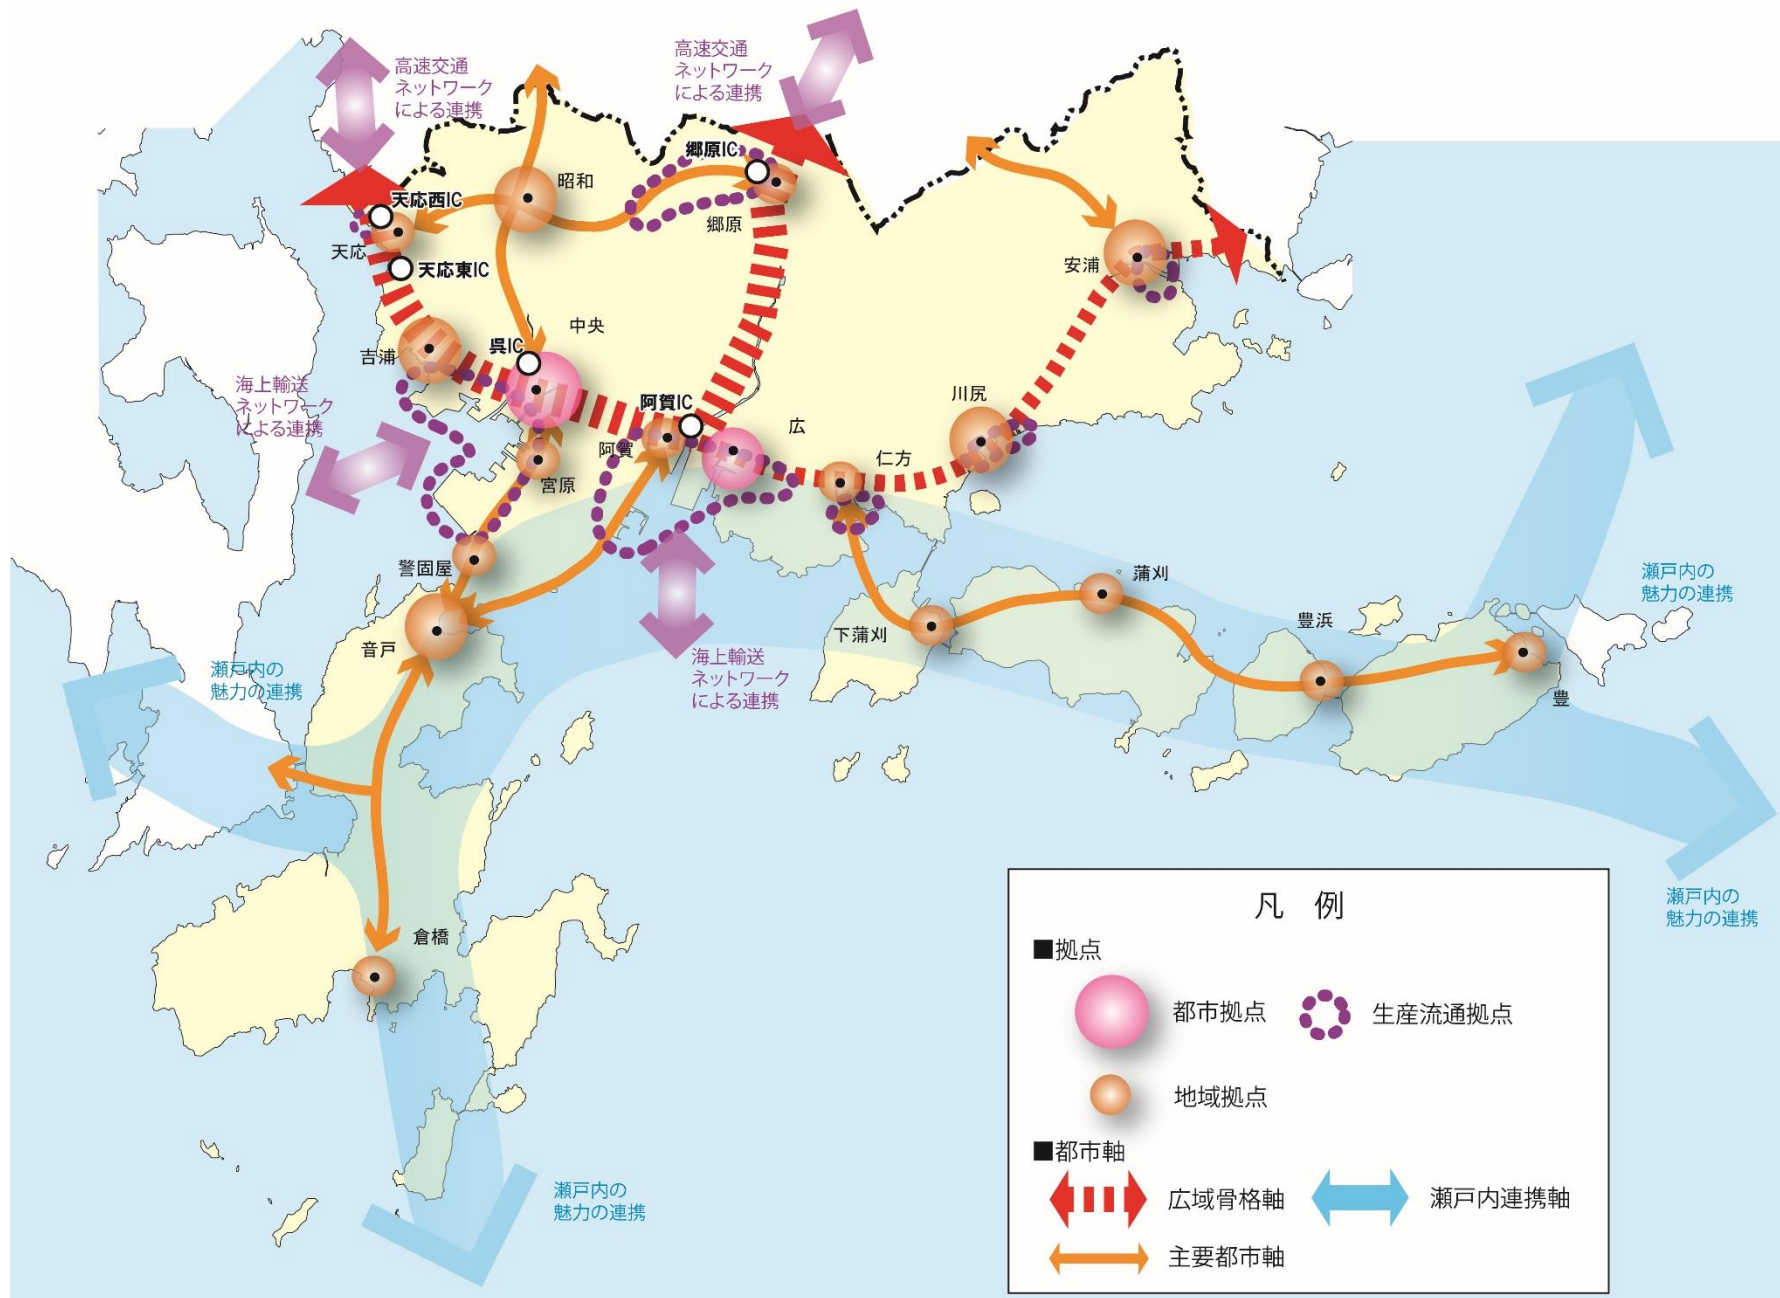 高速交通
ネットワーク
による連携
高速交通
ネットワーク
による連携
郷原IC
昭和
天応西IC
郷原
天応
天応東IC
安浦
中央
呉IC
吉浦
海上輸送
ネットワーク
による連携
川尻
阿賀IC
広
阿賀
仁方
宮原
警固屋
蒲刈
瀬戸内の
魅力の連携
豊浜
下蒲刈
音戸
海上輸送
ネットワーク
による連携
瀬戸内の
魅力の連携
豊
瀬戸内の
魅力の連携
倉橋
瀬戸内の
魅力の連携
凡 例
■拠点
都市拠点
生産流通拠点
地域拠点
■都市軸
広域骨格軸
瀬戸内連携軸
主要都市軸